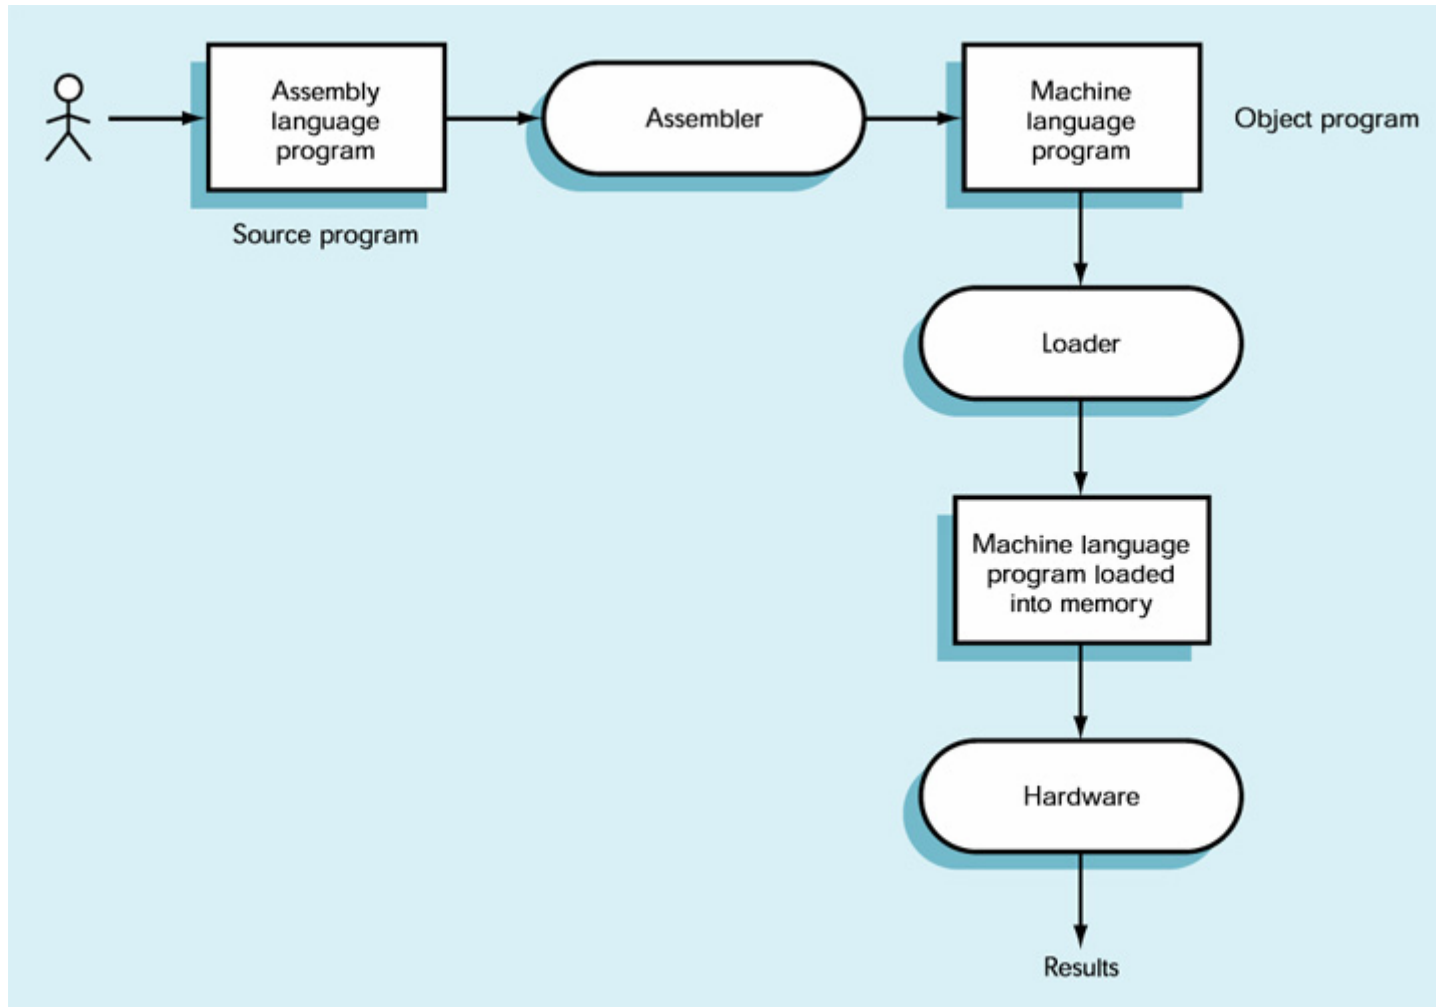 Assembly
language
program
Source program
Assembler
Machine
language
program
Object program
Loader
Machine language
program loaded
into memory
Hardware
Results